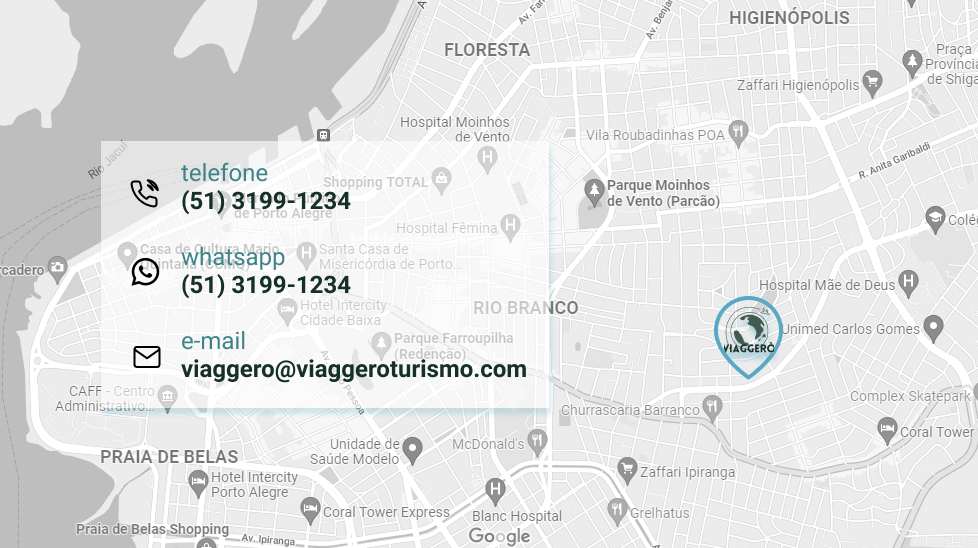 HIGIENÓPOLIS
Av. Benja
FLORESTA
Praça
Província
de Shiga
Zaffari Higienópolis
Hospital Moinhos
de Vento
Vila Roubadinhas POA
R. Anita Garibaldi
Rio Jacuí
telefone
(51) 3199-1234
Shopping TOTAL
de Porto Alegre
Parque Moinhos
de Vento (Parcão)
Hospital Fêmina
Colé
Casa de Cultura Mario
Quintana (CCMQ)
Santa Casa de
Misericórdia de Porto...
whatsapp
(51) 3199-1234
rcadero
Hospital Mãe de Deus
Hotel Intercity
Cidade Baixa
RIO BRANCO
VIAGGERO
Unimed Carlos Gomes
e-mail
viaggero@viaggeroturismo.com
Parque Farroupilha
(Redenção)
CAFF - Centro
Administrativo...
Pessoa
Churrascaria Barranco
Complex Skatepark
Coral Tower
Unidade de
Saúde Modelo
McDonald's
PRAIA DE BELAS
Zaffari Ipiranga
Hotel Intercity
Porto Alegre
Coral Tower Express
Blanc Hospital
Grelhatus
Praia de Belas Shopping
Av. Ipiranga
Google